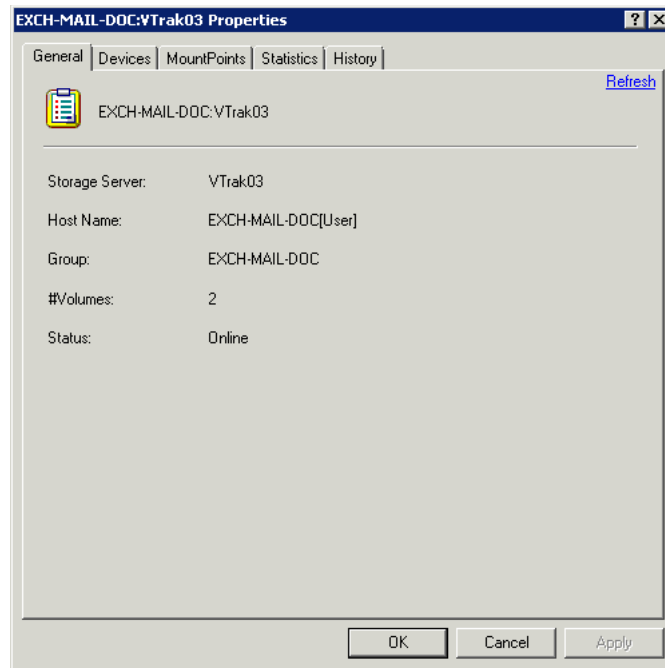 EXCH-MAIL-DOC:VTrak03 Properties
General Devices MountPoints Statistics History
Refresh
EXCH-MAIL-DOC:VTrak03
Storage Server: VTrak03
Host Name: EXCH-MAIL-DOC[User]
Group: EXCH-MAIL-DOC
#Volumes: 2
Status: Online
OK Cancel Apply